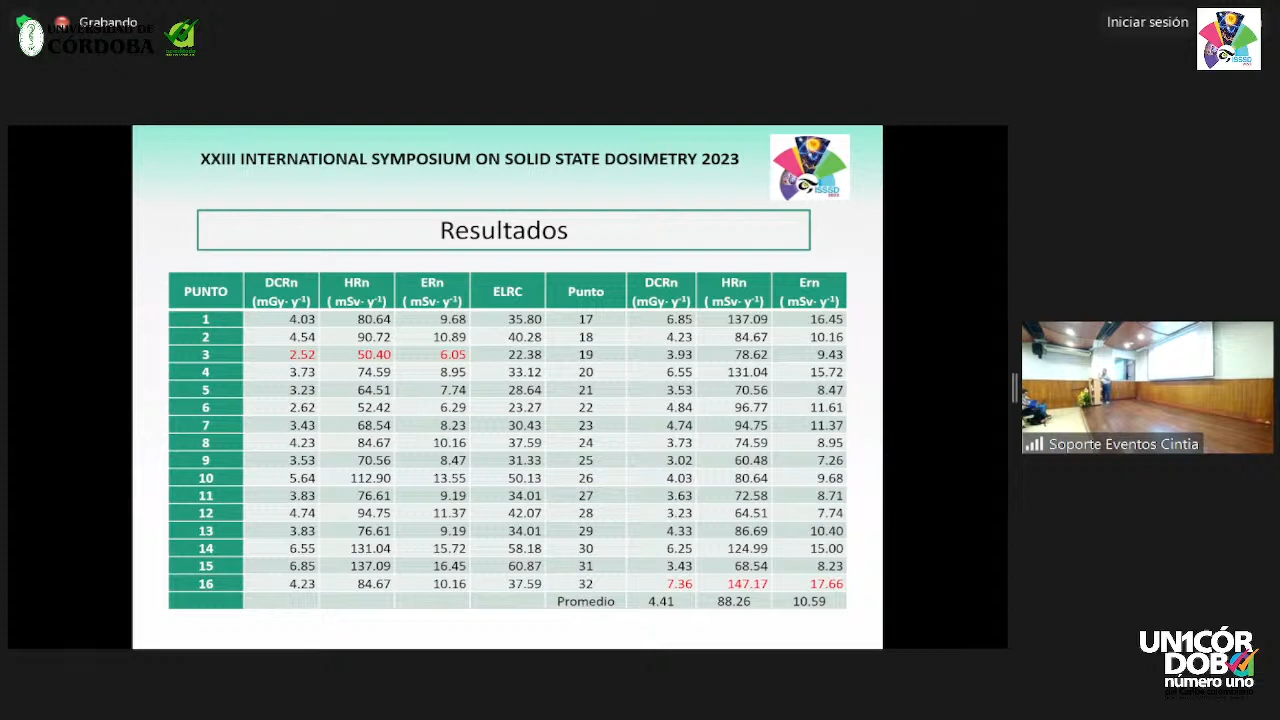 Grabando
UNIVERSIDAD DE
CÓRDOBA
Iniciar sesión
ISSSD
XXIII INTERNATIONAL SYMPOSIUM ON SOLID STATE DOSIMETRY 2023
ISSSD
Resultados
PUNTO DCRn (mGy· y⁻¹) HRn ( mSv· y⁻¹) ERn ( mSv· y⁻¹) ELRC Punto DCRn (mGy· y⁻¹) HRn ( mSv· y⁻¹) Ern ( mSv· y⁻¹)
1 4.03 80.64 9.68 35.80 17 6.85 137.09 16.45
2 4.54 90.72 10.89 40.28 18 4.23 84.67 10.16
3 2.52 50.40 6.05 22.38 19 3.93 78.62 9.43
4 3.73 74.59 8.95 33.12 20 6.55 131.04 15.72
5 3.23 64.51 7.74 28.64 21 3.53 70.56 8.47
6 2.62 52.42 6.29 23.27 22 4.84 96.77 11.61
7 3.43 68.54 8.23 30.43 23 4.74 94.75 11.37
8 4.23 84.67 10.16 37.59 24 3.73 74.59 8.95
9 3.53 70.56 8.47 31.33 25 3.02 60.48 7.26
10 5.64 112.90 13.55 50.13 26 4.03 80.64 9.68
11 3.83 76.61 9.19 34.01 27 3.63 72.58 8.71
12 4.74 94.75 11.37 42.07 28 3.23 64.51 7.74
13 3.83 76.61 9.19 34.01 29 4.33 86.69 10.40
14 6.55 131.04 15.72 58.18 30 6.25 124.99 15.00
15 6.85 137.09 16.45 60.87 31 3.43 68.54 8.23
16 4.23 84.67 10.16 37.59 32 7.36 147.17 17.66
Promedio 4.41 88.26 10.59
Soporte Eventos Cintia
UN1CÓR
DOBA
número uno
del Caribe colombiano